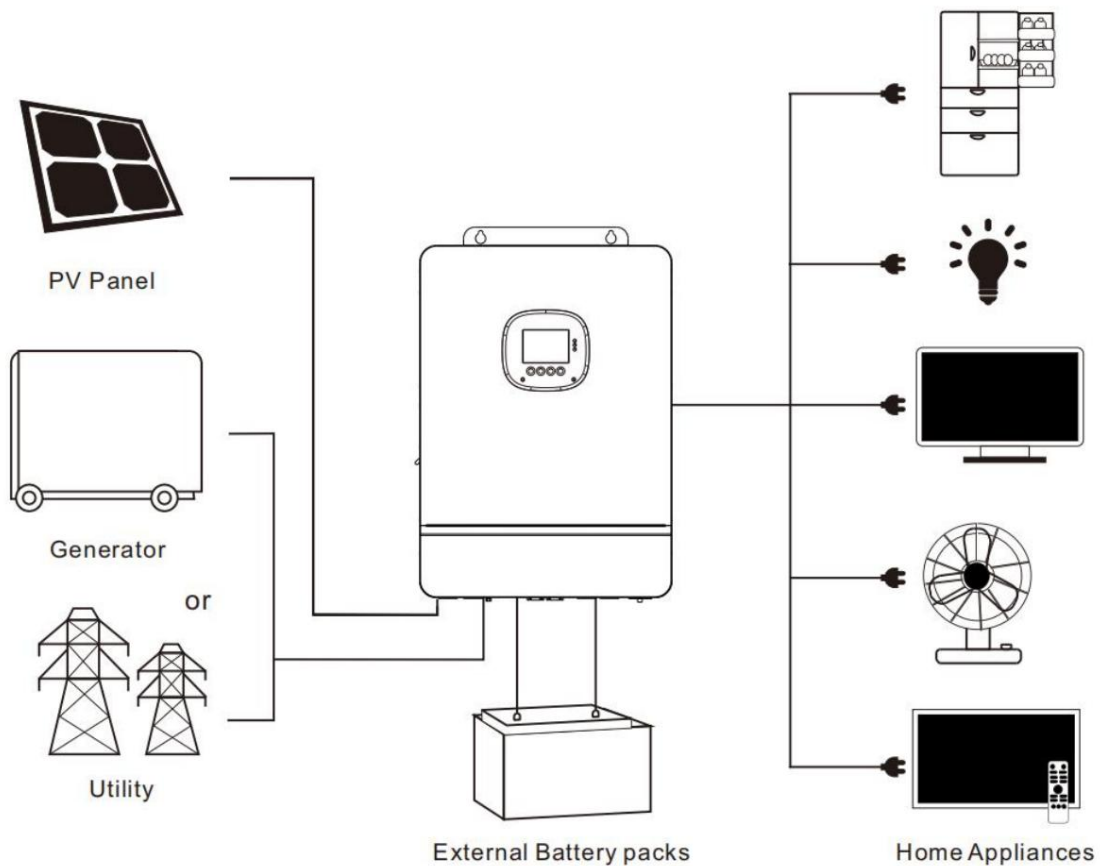 PV Panel
Generator
or
Utility
External Battery packs
Home Appliances